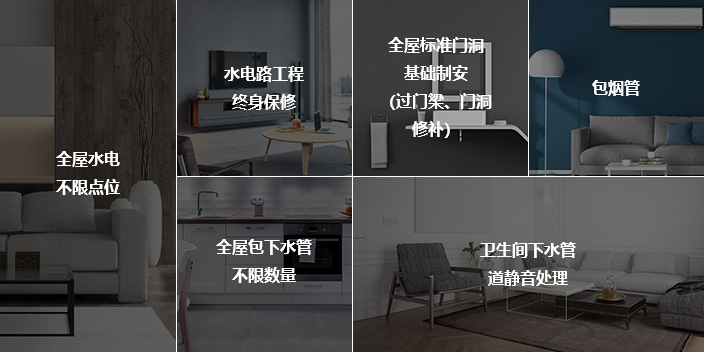 全屋水电
不限点位
水电路工程
终身保修
全屋标准门洞
基础制安
(过门梁、门洞
修补)
包烟管
全屋包下水管
不限数量
卫生间下水管
道静音处理